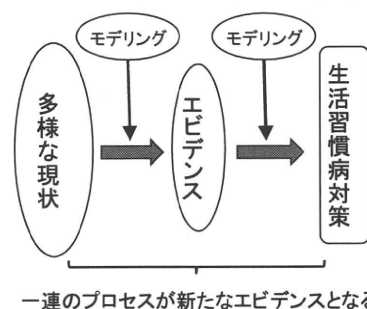 モデリング
モデリング
多様な現状
エビデンス
生活習慣病対策
一連のプロセスが新たなエビデンスとなる